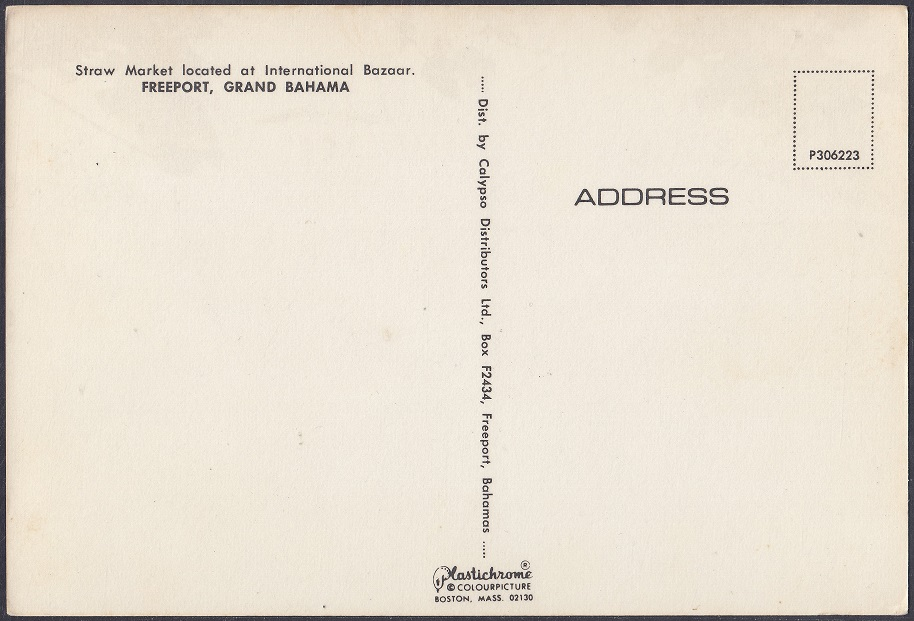 Straw Market located at International Bazaar.
FREEPORT, GRAND BAHAMA
..... Dist. by Calypso Distributors Ltd., Box F2434, Freeport, Bahamas .....
P306223
ADDRESS
Plastichrome®
© COLOURPICTURE
BOSTON, MASS. 02130